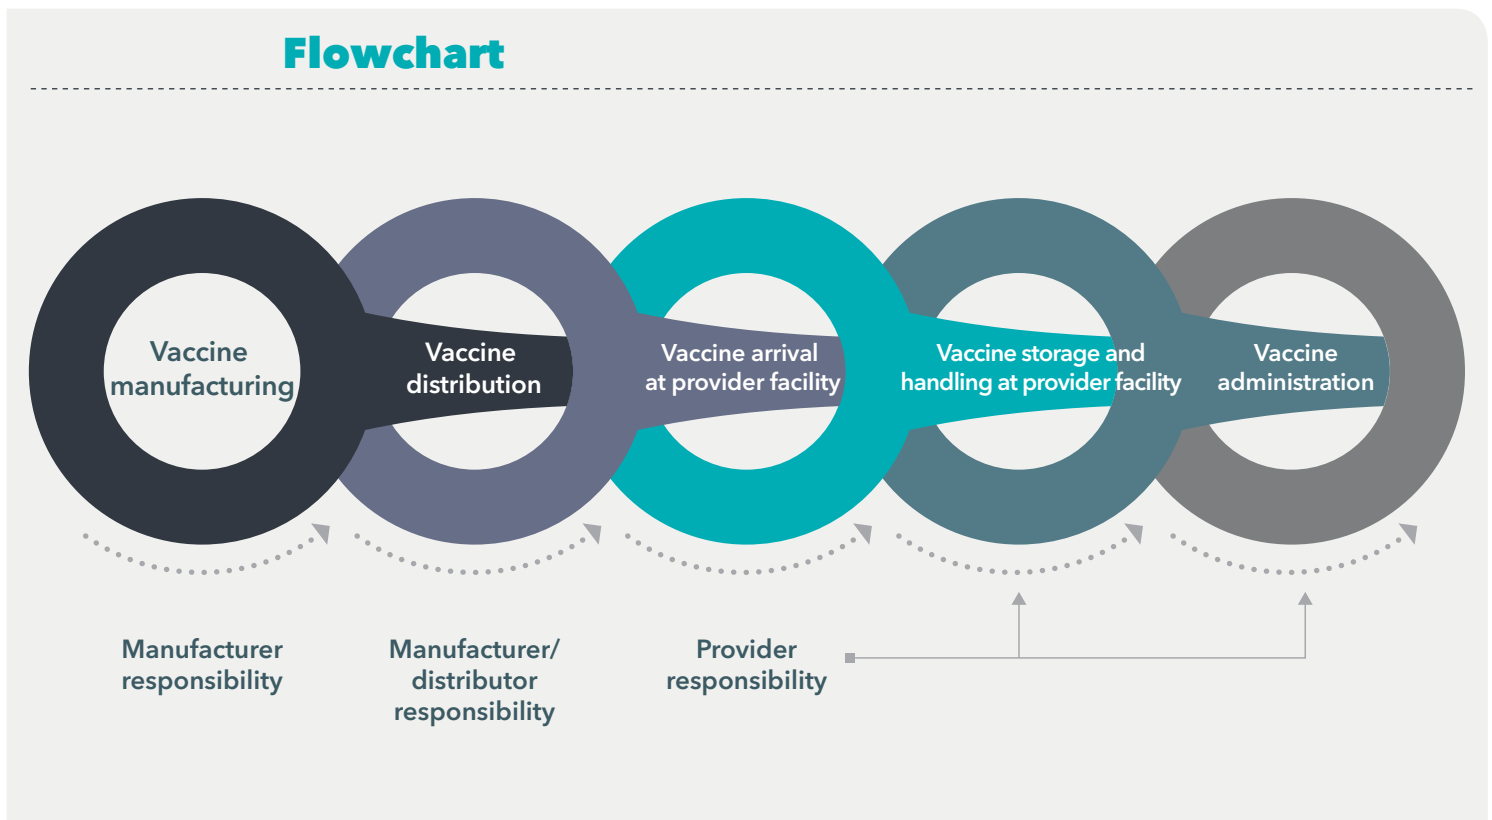 Flowchart
Vaccine
manufacturing
Vaccine
distribution
Vaccine arrival
at provider facility
Vaccine storage and
handling at provider facility
Vaccine
administration
Manufacturer
responsibility
Manufacturer/
distributor
responsibility
Provider
responsibility